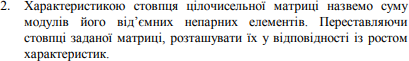 2. Характеристикою стовпця цілочисельної матриці назвемо суму
модулів його від’ємних непарних елементів. Переставляючи
стовпці заданої матриці, розташувати їх у відповідності із ростом
характеристик.